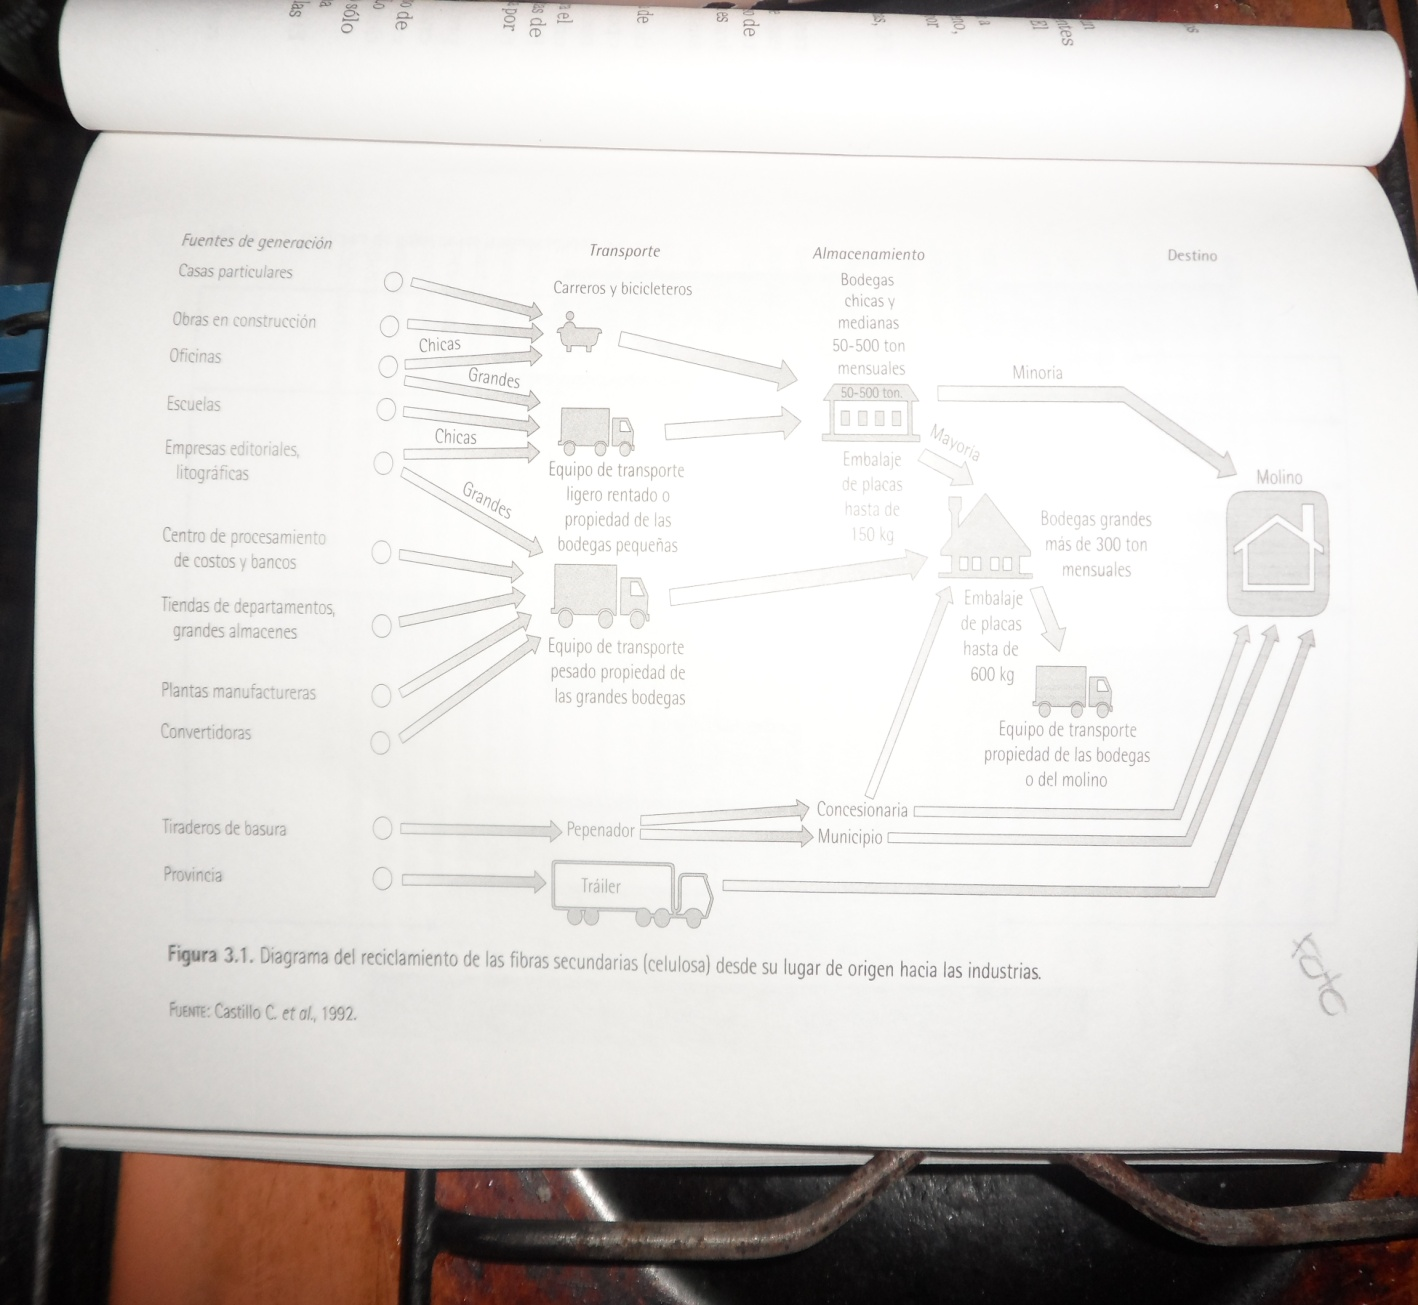 Fuentes de generación
Transporte
Almacenamiento
Destino
Casas particulares
Obras en construcción
Oficinas
Escuelas
Empresas editoriales,
litográficas
Centro de procesamiento
de costos y bancos
Tiendas de departamentos,
grandes almacenes
Plantas manufactureras
Convertidoras
Tiraderos de basura
Provincia
Chicas
Grandes
Chicas
Grandes
Carreros y bicicleteros
Equipo de transporte
ligero rentado o
propiedad de las
bodegas pequeñas
Equipo de transporte
pesado propiedad de
las grandes bodegas
Pepenador
Tráiler
Bodegas
chicas y
medianas
50-500 ton
mensuales
50-500 ton.
Embalaje
de placas
hasta de
150 kg
Minoria
Mayoria
Bodegas grandes
más de 300 ton
mensuales
Embalaje
de placas
hasta de
600 kg
Equipo de transporte
propiedad de las bodegas
o del molino
Concesionaria
Municipio
Molino
Figura 3.1. Diagrama del reciclamiento de las fibras secundarias (celulosa) desde su lugar de origen hacia las industrias.
FUENTE: Castillo C. et al., 1992.
FOTO